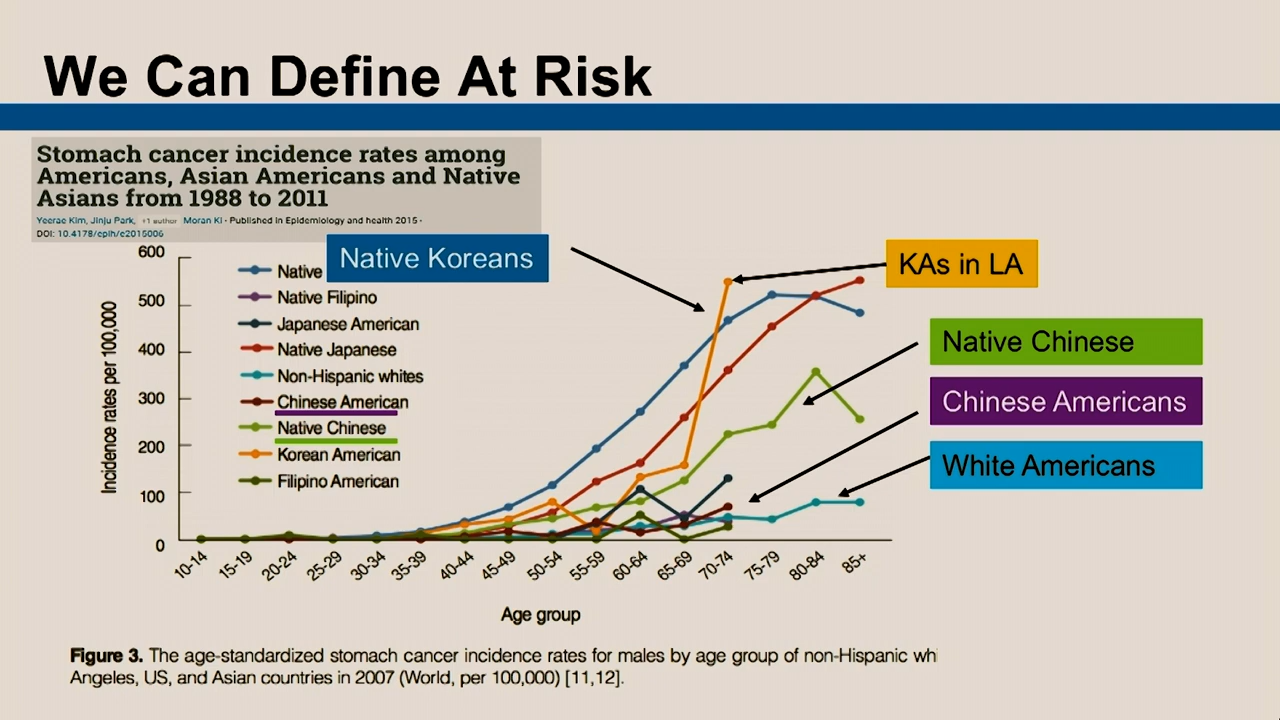 We Can Define At Risk
Stomach cancer incidence rates among
Americans, Asian Americans and Native
Asians from 1988 to 2011
Yeerae Kim, Jinju Park, +1 author Moran Ki · Published in Epidemiology and health 2015 ·
DOI: 10.4178/epih/e2015006
Native Koreans
KAs in LA
Native Chinese
Chinese Americans
White Americans
Incidence rates per 100,000
600
500
400
300
200
100
0
Native
Native Filipino
Japanese American
Native Japanese
Non-Hispanic whites
Chinese American
Native Chinese
Korean American
Filipino American
10-14
15-19
20-24
25-29
30-34
35-39
40-44
45-49
50-54
55-59
60-64
65-69
70-74
75-79
80-84
85+
Age group
Figure 3. The age-standardized stomach cancer incidence rates for males by age group of non-Hispanic whi
Angeles, US, and Asian countries in 2007 (World, per 100,000) [11,12].